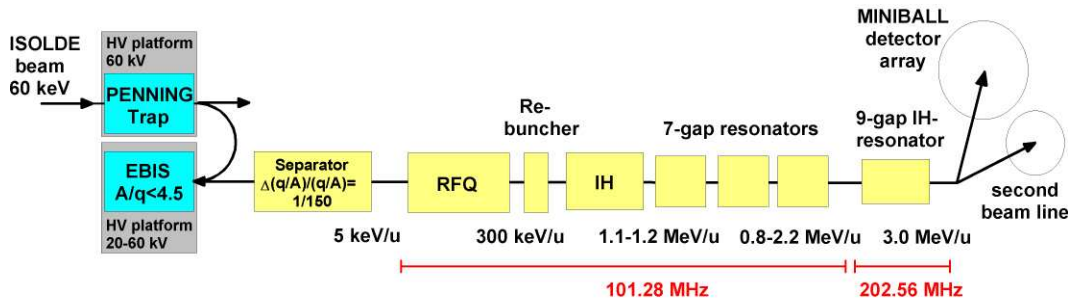 ISOLDE
beam
60 keV
HV platform
60 kV
PENNING
Trap
EBIS
A/q<4.5
HV platform
20-60 kV
Separator
Δ(q/A)/(q/A)=
1/150
RFQ
Re-
buncher
IH
7-gap resonators
9-gap IH-
resonator
MINIBALL
detector
array
second
beam line
5 keV/u
300 keV/u
1.1-1.2 MeV/u
0.8-2.2 MeV/u
3.0 MeV/u
101.28 MHz
202.56 MHz